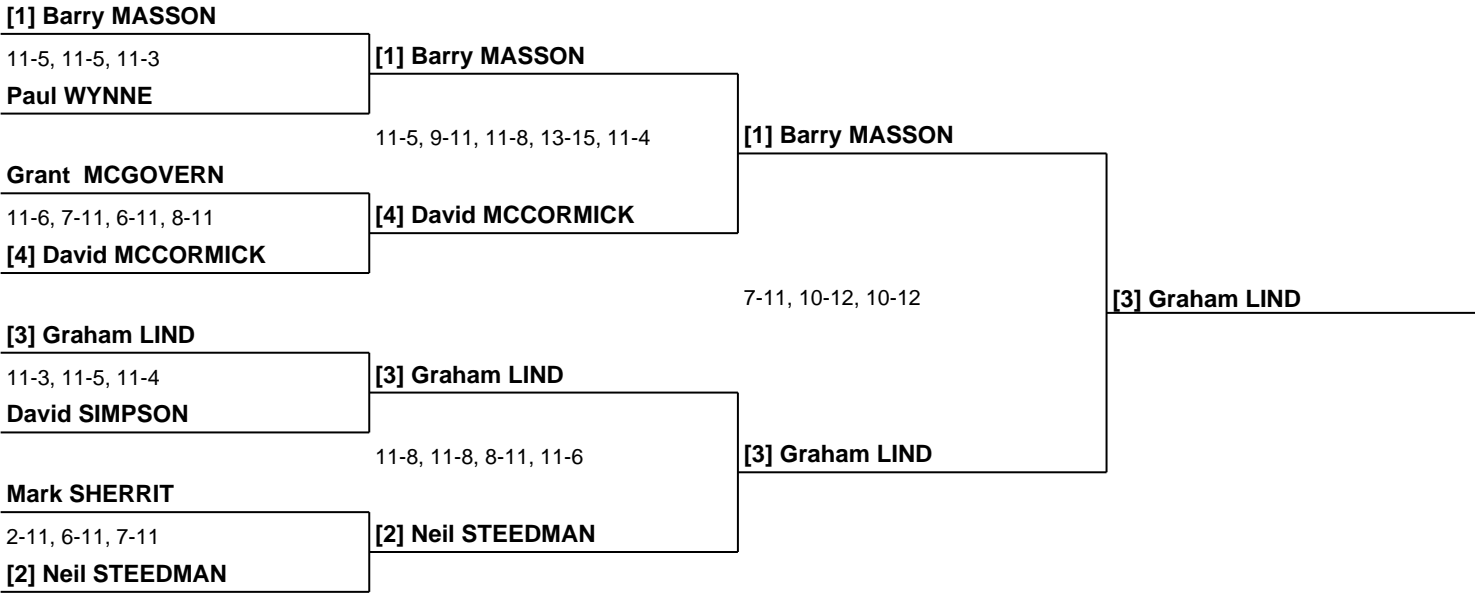 [1] Barry MASSON
11-5, 11-5, 11-3
Paul WYNNE
Grant  MCGOVERN
11-6, 7-11, 6-11, 8-11
[4] David MCCORMICK
[3] Graham LIND
11-3, 11-5, 11-4
David SIMPSON
Mark SHERRIT
2-11, 6-11, 7-11
[2] Neil STEEDMAN
[1] Barry MASSON
11-5, 9-11, 11-8, 13-15, 11-4
[4] David MCCORMICK
[3] Graham LIND
11-8, 11-8, 8-11, 11-6
[2] Neil STEEDMAN
[1] Barry MASSON
7-11, 10-12, 10-12
[3] Graham LIND
[3] Graham LIND